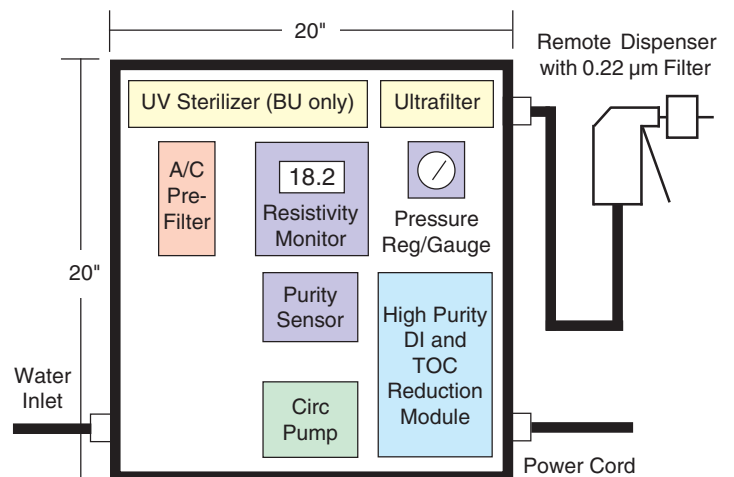 20"
Remote Dispenser
with 0.22 µm Filter
UV Sterilizer (BU only)
Ultrafilter
A/C
Pre-
Filter
18.2
Resistivity
Monitor
Pressure
Reg/Gauge
20"
Purity
Sensor
High Purity
DI and
TOC
Reduction
Module
Water
Inlet
Circ
Pump
Power Cord